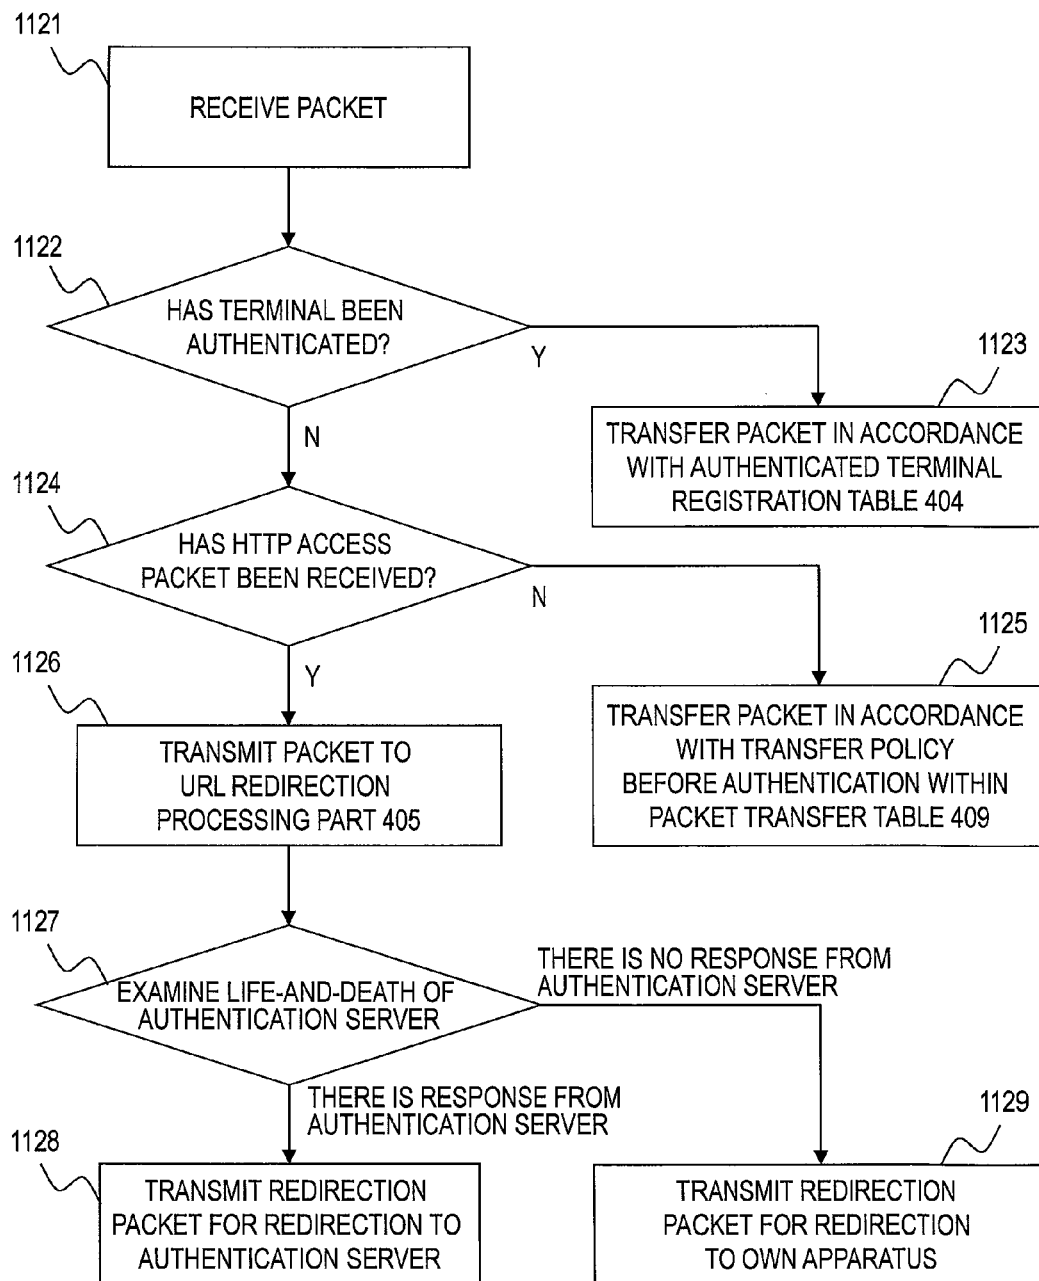 1121
RECEIVE PACKET
1122
HAS TERMINAL BEEN
AUTHENTICATED?
Y
N
1123
TRANSFER PACKET IN ACCORDANCE
WITH AUTHENTICATED TERMINAL
REGISTRATION TABLE 404
1124
HAS HTTP ACCESS
PACKET BEEN RECEIVED?
N
Y
1125
TRANSFER PACKET IN ACCORDANCE
WITH TRANSFER POLICY
BEFORE AUTHENTICATION WITHIN
PACKET TRANSFER TABLE 409
1126
TRANSMIT PACKET TO
URL REDIRECTION
PROCESSING PART 405
1127
EXAMINE LIFE-AND-DEATH OF
AUTHENTICATION SERVER
THERE IS NO RESPONSE FROM
AUTHENTICATION SERVER
THERE IS RESPONSE FROM
AUTHENTICATION SERVER
1128
TRANSMIT REDIRECTION
PACKET FOR REDIRECTION TO
AUTHENTICATION SERVER
1129
TRANSMIT REDIRECTION
PACKET FOR REDIRECTION
TO OWN APPARATUS